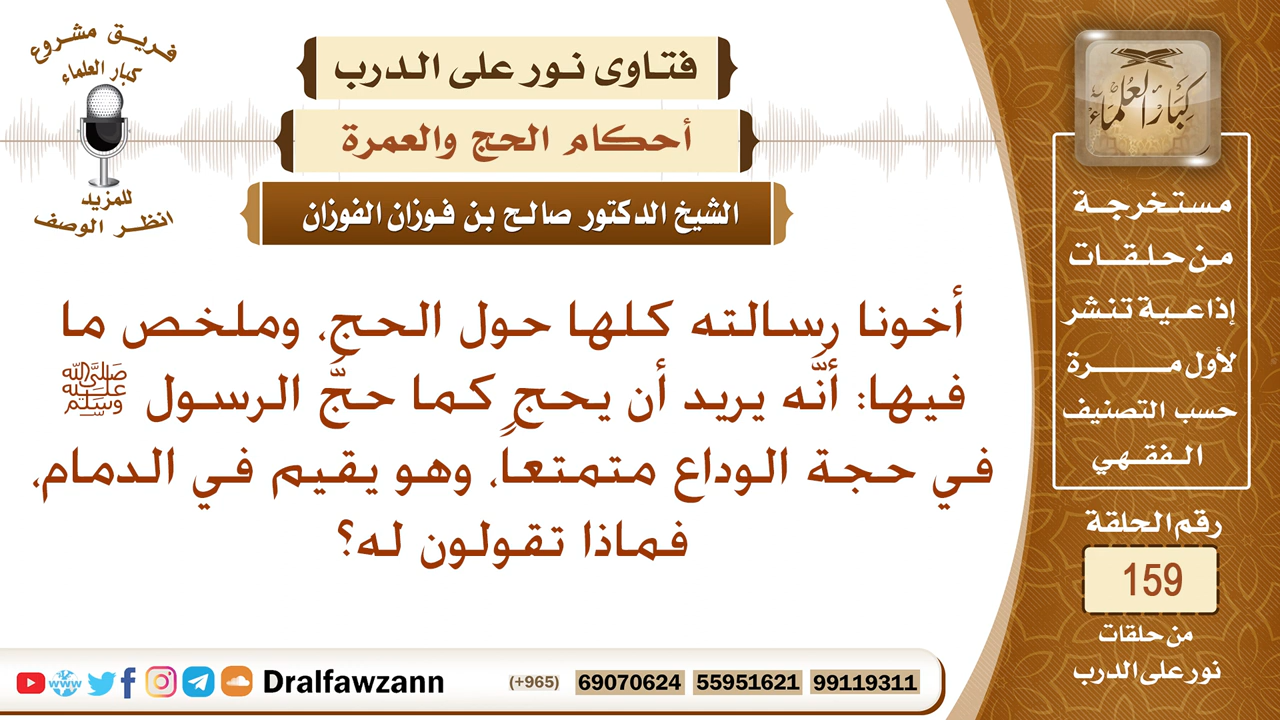 فريق مشروع
كبار العلماء
للمزيد
انظر الوصف
فتاوى نور على الدرب
أحكام الحج والعمرة
الشيخ الدكتور صالح بن فوزان الفوزان
أخونا رسالته كلها حول الحج، وملخص ما
فيها: أنَّه يريد أن يحج كما حجَّ الرسول ﷺ
في حجة الوداع متمتعاً، وهو يقيم في الدمام،
فماذا تقولون له؟
كبار العلماء
مستخرجة
من حلقات
إذاعية تنشر
لأول مرة
حسب التصنيف
الفقهي
رقم الحلقة
159
من حلقات
نور على الدرب
www Dralfawzann (+965) 69070624 55951621 99119311